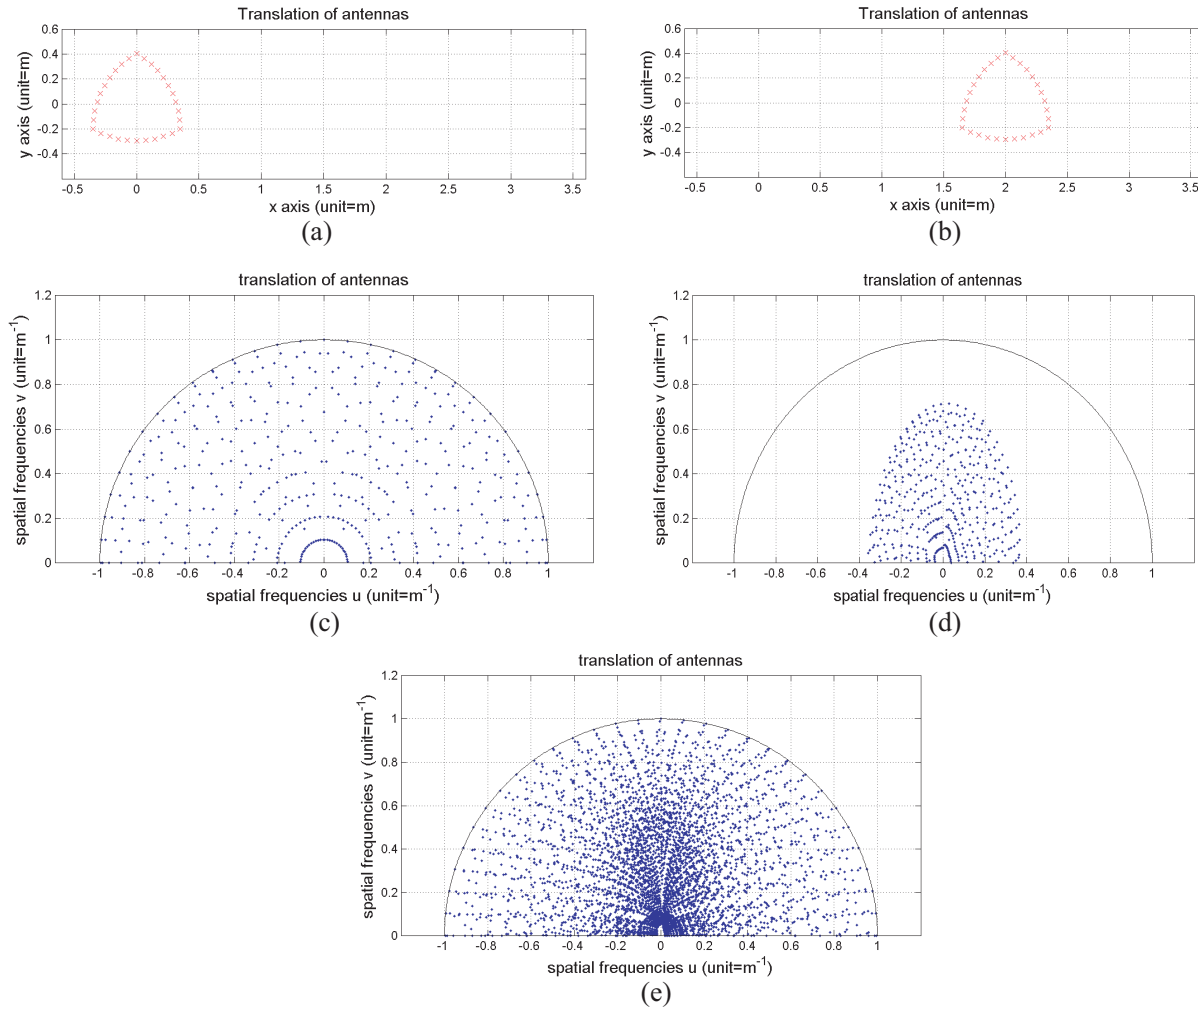 Translation of antennas
0.6
0.4
0.2
0
-0.2
-0.4
y axis (unit=m)
-0.5 0 0.5 1 1.5 2 2.5 3 3.5
x axis (unit=m)
(a)
Translation of antennas
0.6
0.4
0.2
0
-0.2
-0.4
y axis (unit=m)
-0.5 0 0.5 1 1.5 2 2.5 3 3.5
x axis (unit=m)
(b)
translation of antennas
1.2
1
0.8
0.6
0.4
0.2
0
spatial frequencies v (unit=m⁻¹)
-1 -0.8 -0.6 -0.4 -0.2 0 0.2 0.4 0.6 0.8 1
spatial frequencies u (unit=m⁻¹)
(c)
translation of antennas
1.2
1
0.8
0.6
0.4
0.2
0
spatial frequencies v (unit=m⁻¹)
-1 -0.8 -0.6 -0.4 -0.2 0 0.2 0.4 0.6 0.8 1
spatial frequencies u (unit=m⁻¹)
(d)
translation of antennas
1.2
1
0.8
0.6
0.4
0.2
0
spatial frequencies v (unit=m⁻¹)
-1 -0.8 -0.6 -0.4 -0.2 0 0.2 0.4 0.6 0.8 1
spatial frequencies u (unit=m⁻¹)
(e)